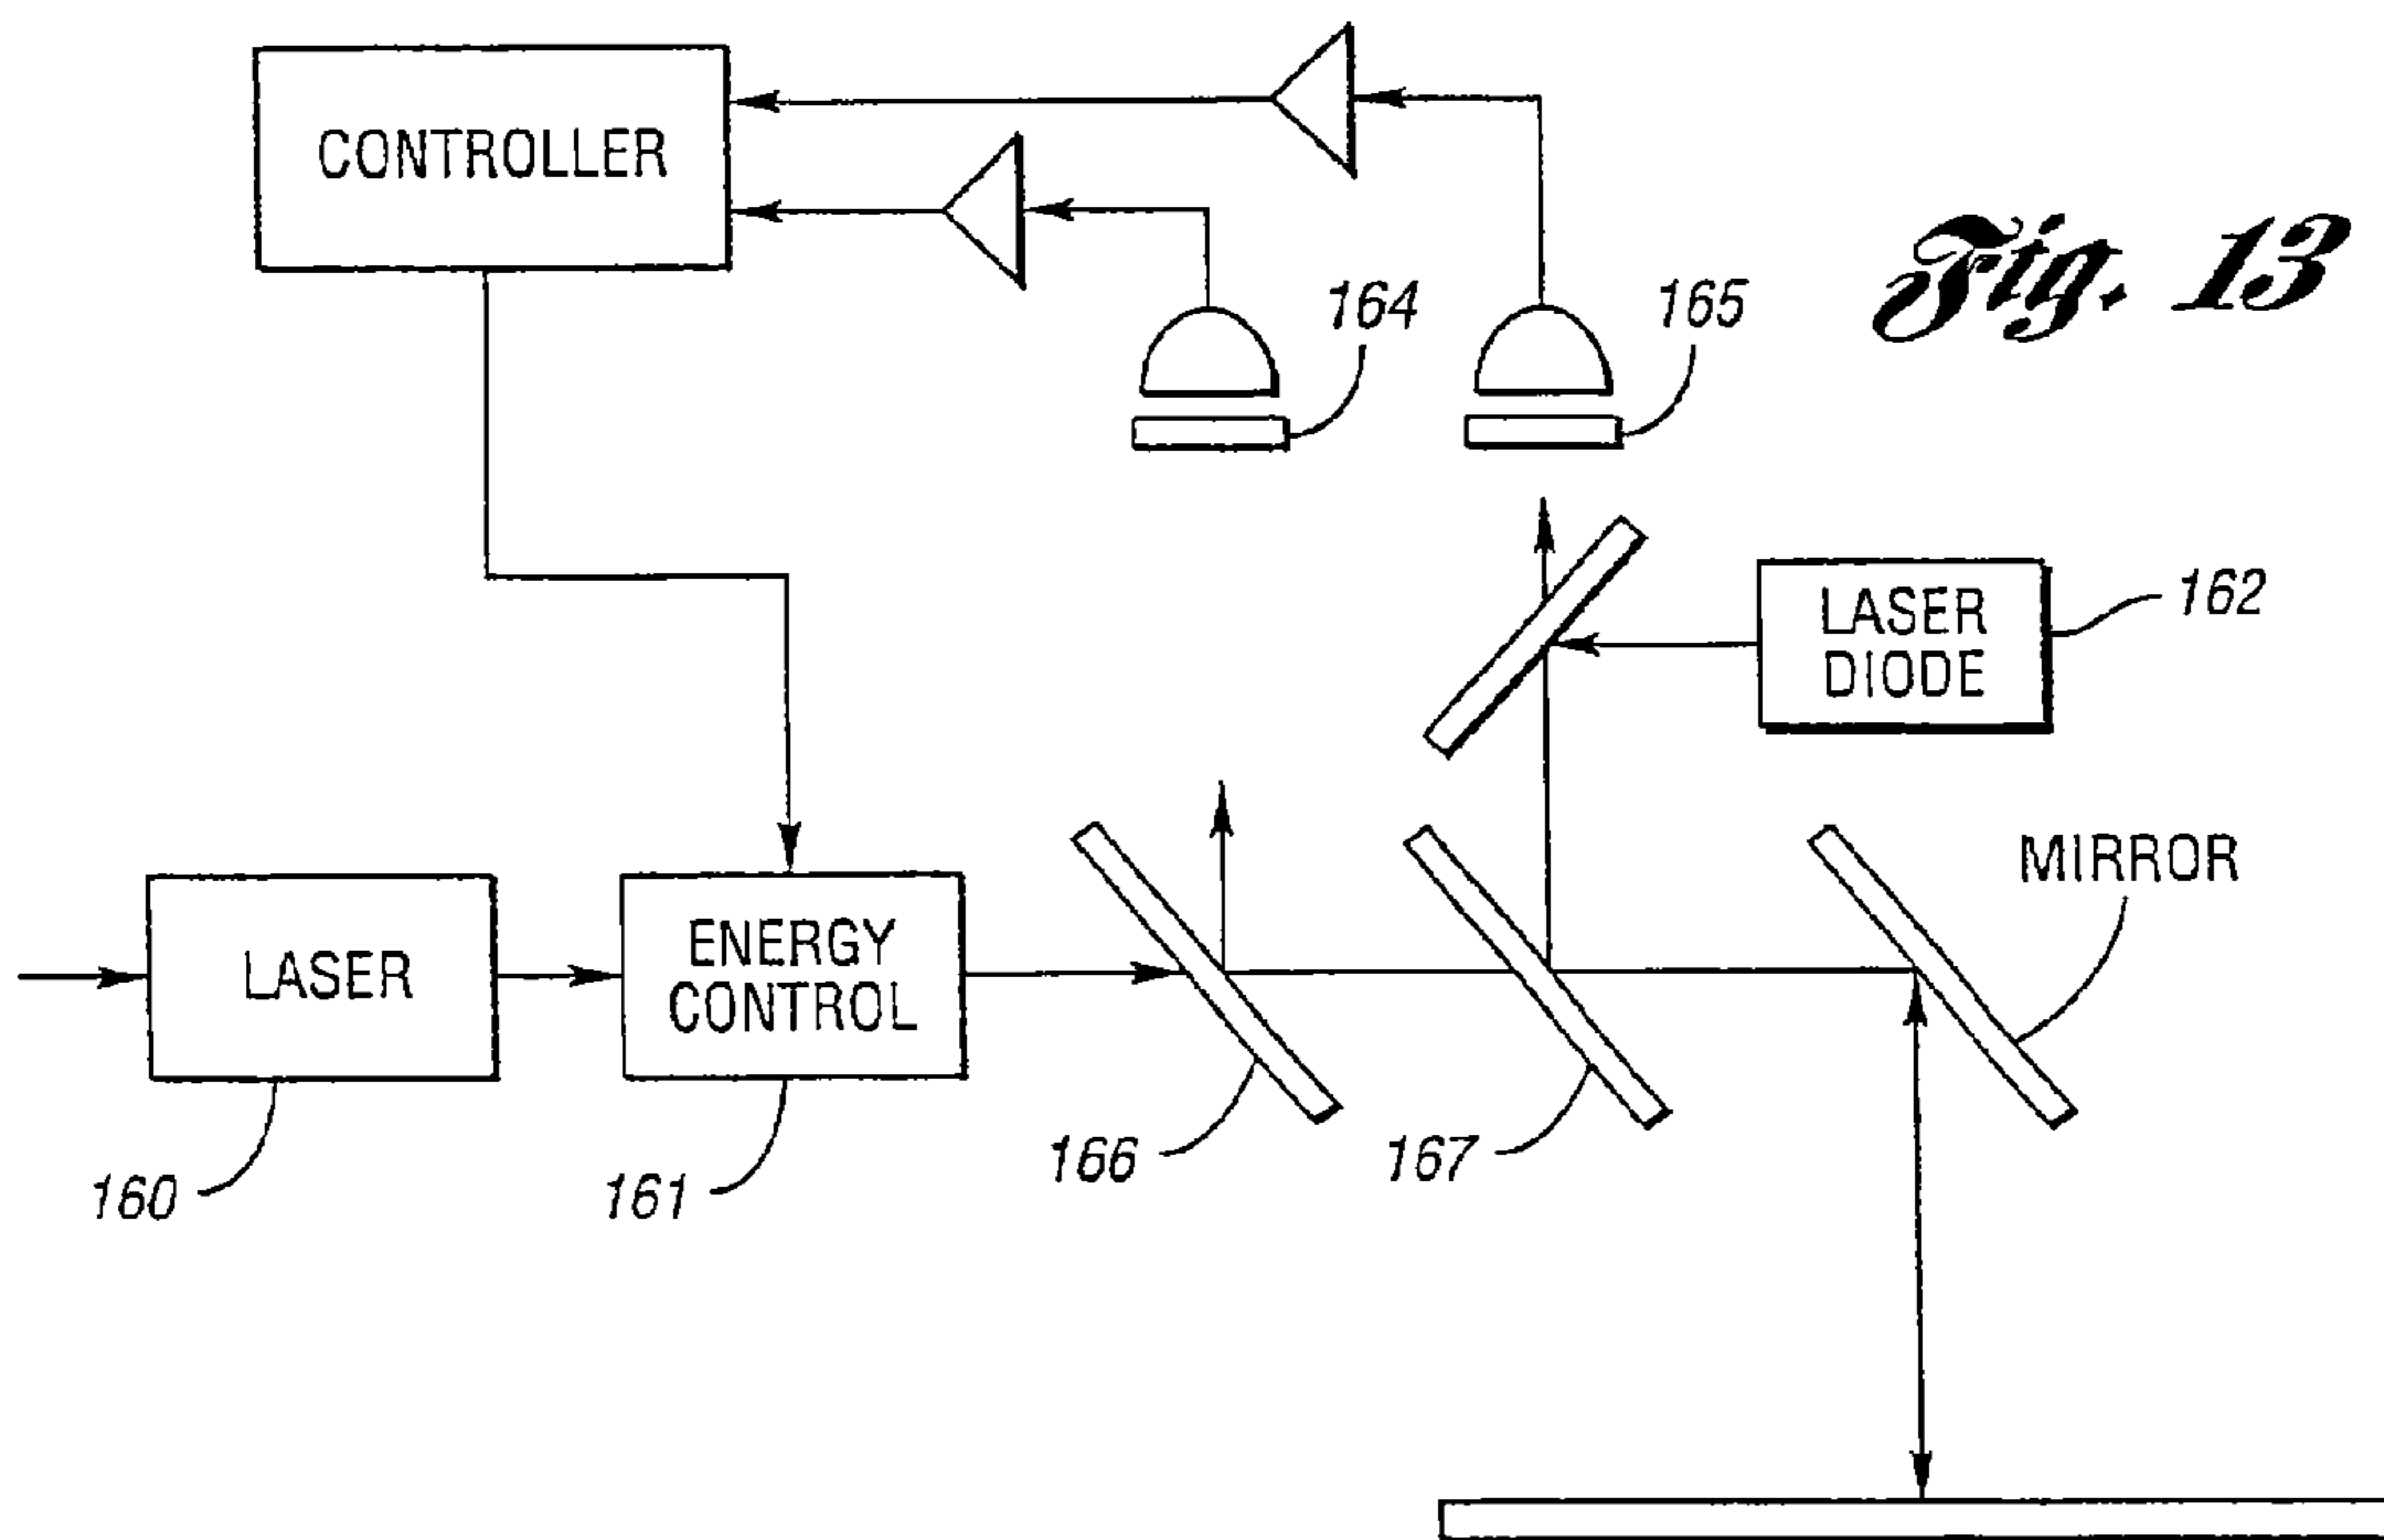 CONTROLLER
Fig. 13
164
165
LASER
DIODE
162
MIRROR
LASER
ENERGY
CONTROL
160
161
166
167